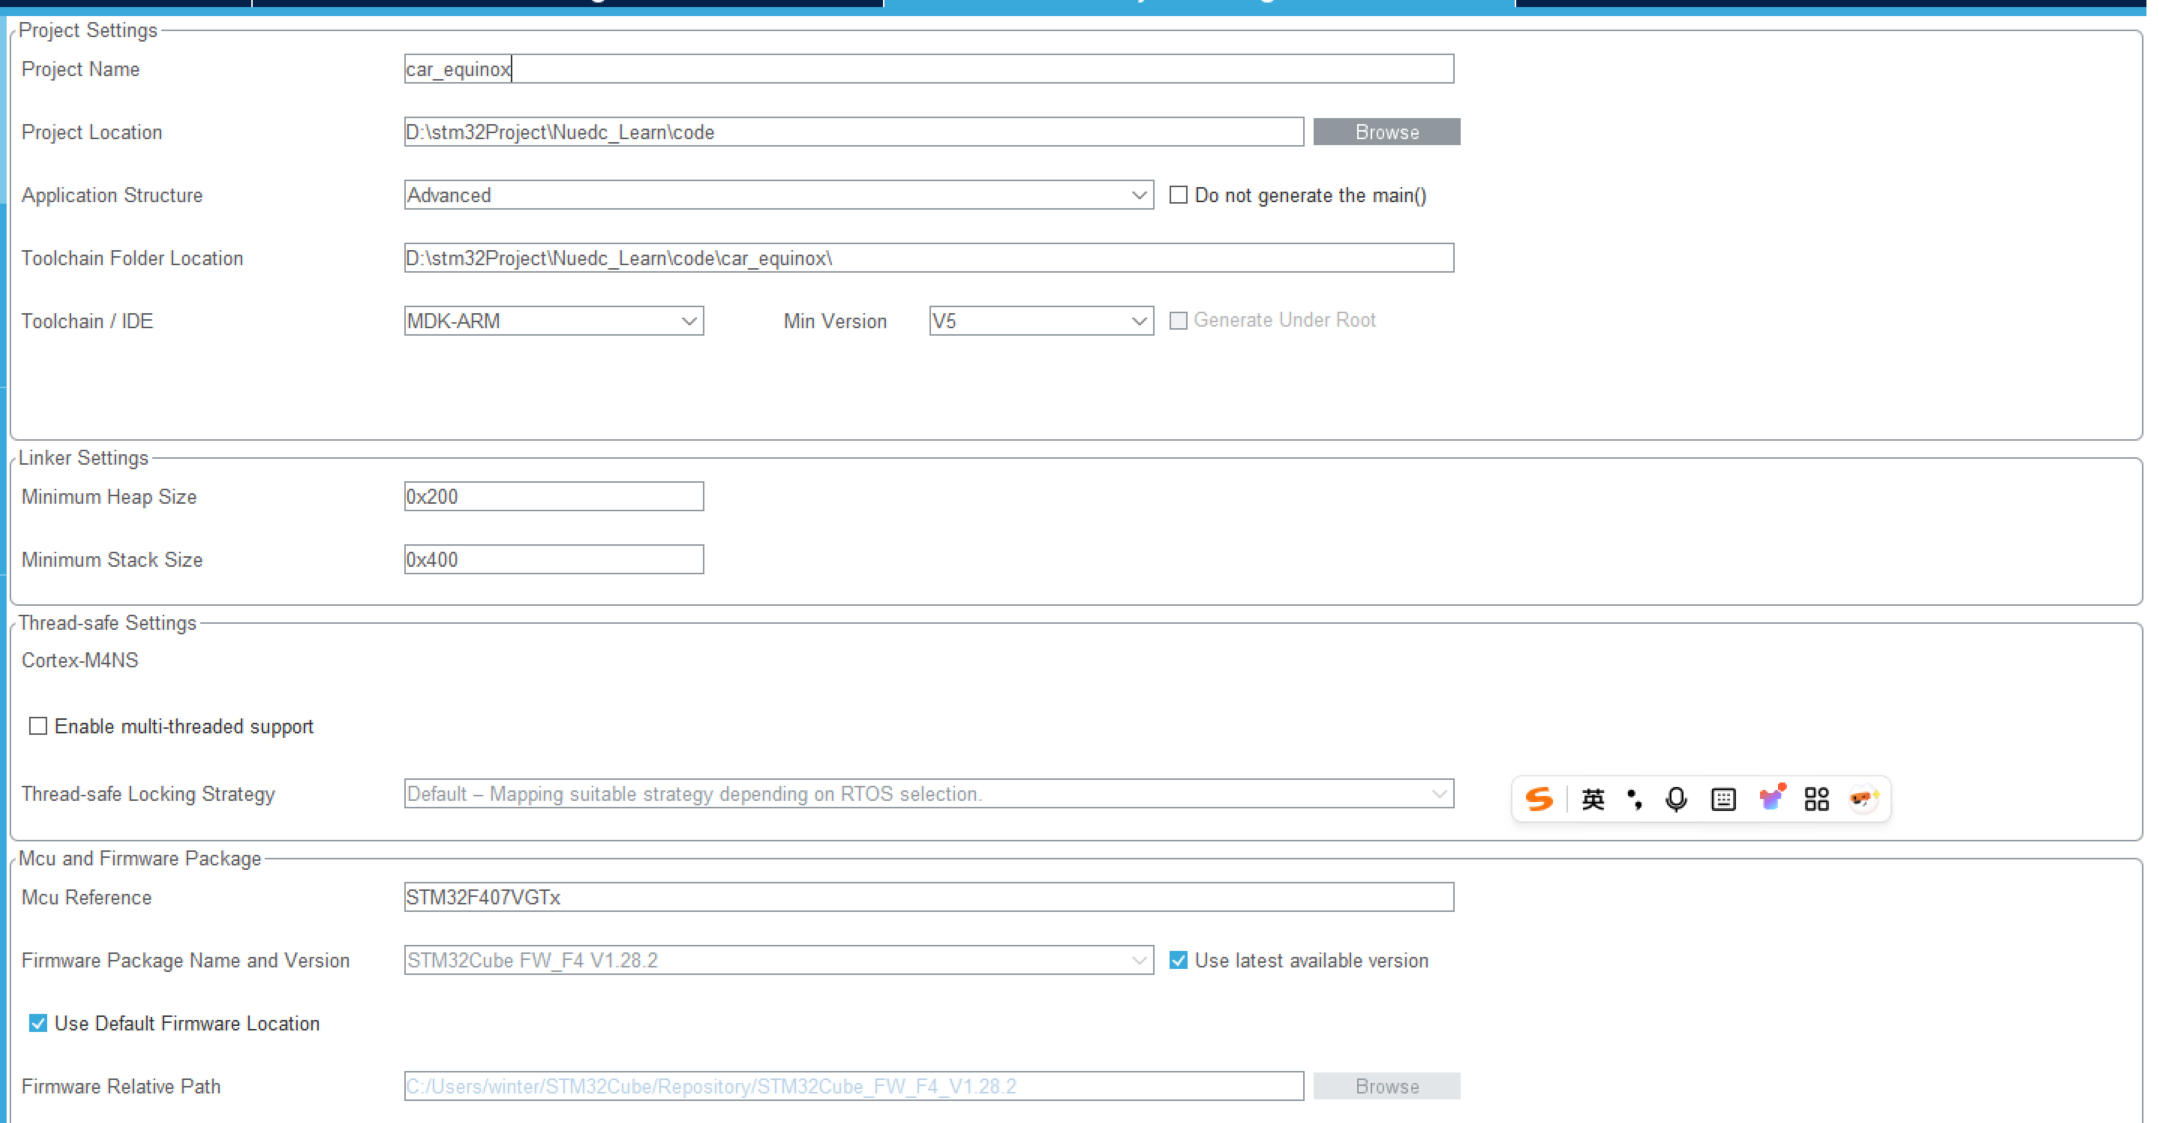 Project Settings
Project Name car_equinox
Project Location D:\stm32Project\Nuedc_Learn\code Browse
Application Structure Advanced Do not generate the main()
Toolchain Folder Location D:\stm32Project\Nuedc_Learn\code\car_equinox\
Toolchain / IDE MDK-ARM Min Version V5 Generate Under Root
Linker Settings
Minimum Heap Size 0x200
Minimum Stack Size 0x400
Thread-safe Settings
Cortex-M4NS
Enable multi-threaded support
Thread-safe Locking Strategy Default – Mapping suitable strategy depending on RTOS selection.
英
Mcu and Firmware Package
Mcu Reference STM32F407VGTx
Firmware Package Name and Version STM32Cube FW_F4 V1.28.2 Use latest available version
Use Default Firmware Location
Firmware Relative Path C:/Users/winter/STM32Cube/Repository/STM32Cube_FW_F4_V1.28.2 Browse